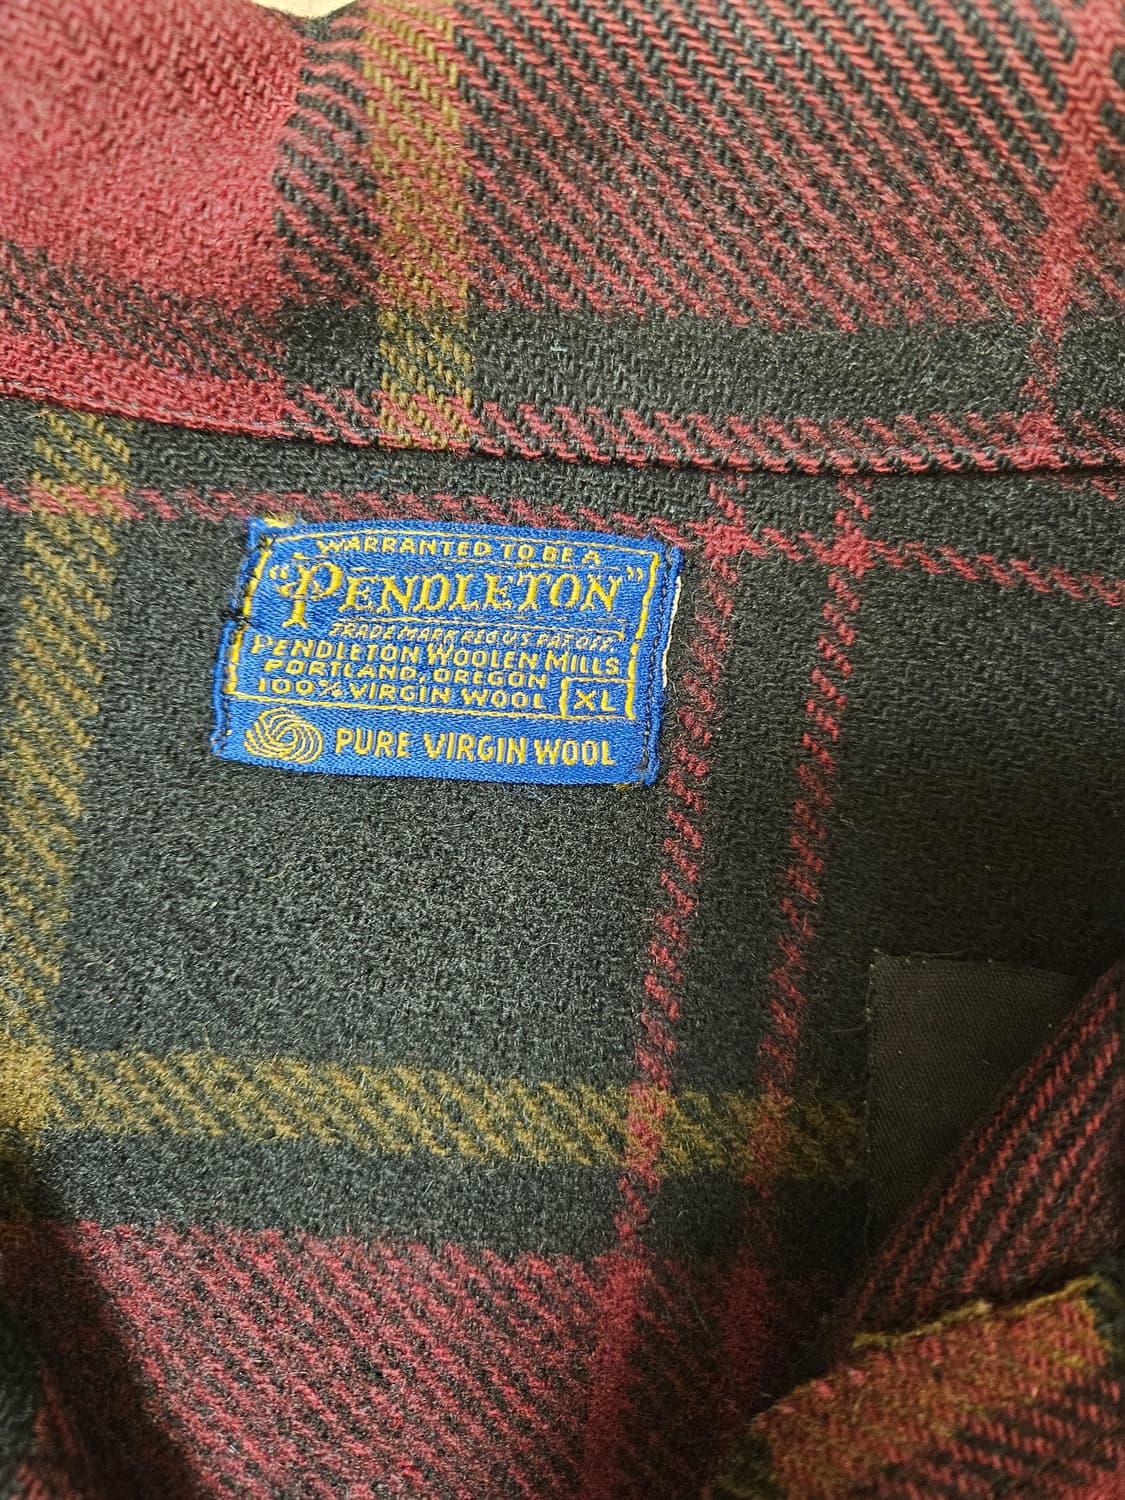 WARRANTED TO BE A
"PENDLETON"
TRADE MARK REG. U.S. PAT. OFF.
PENDLETON WOOLEN MILLS
PORTLAND, OREGON
100% VIRGIN WOOL XL
PURE VIRGIN WOOL